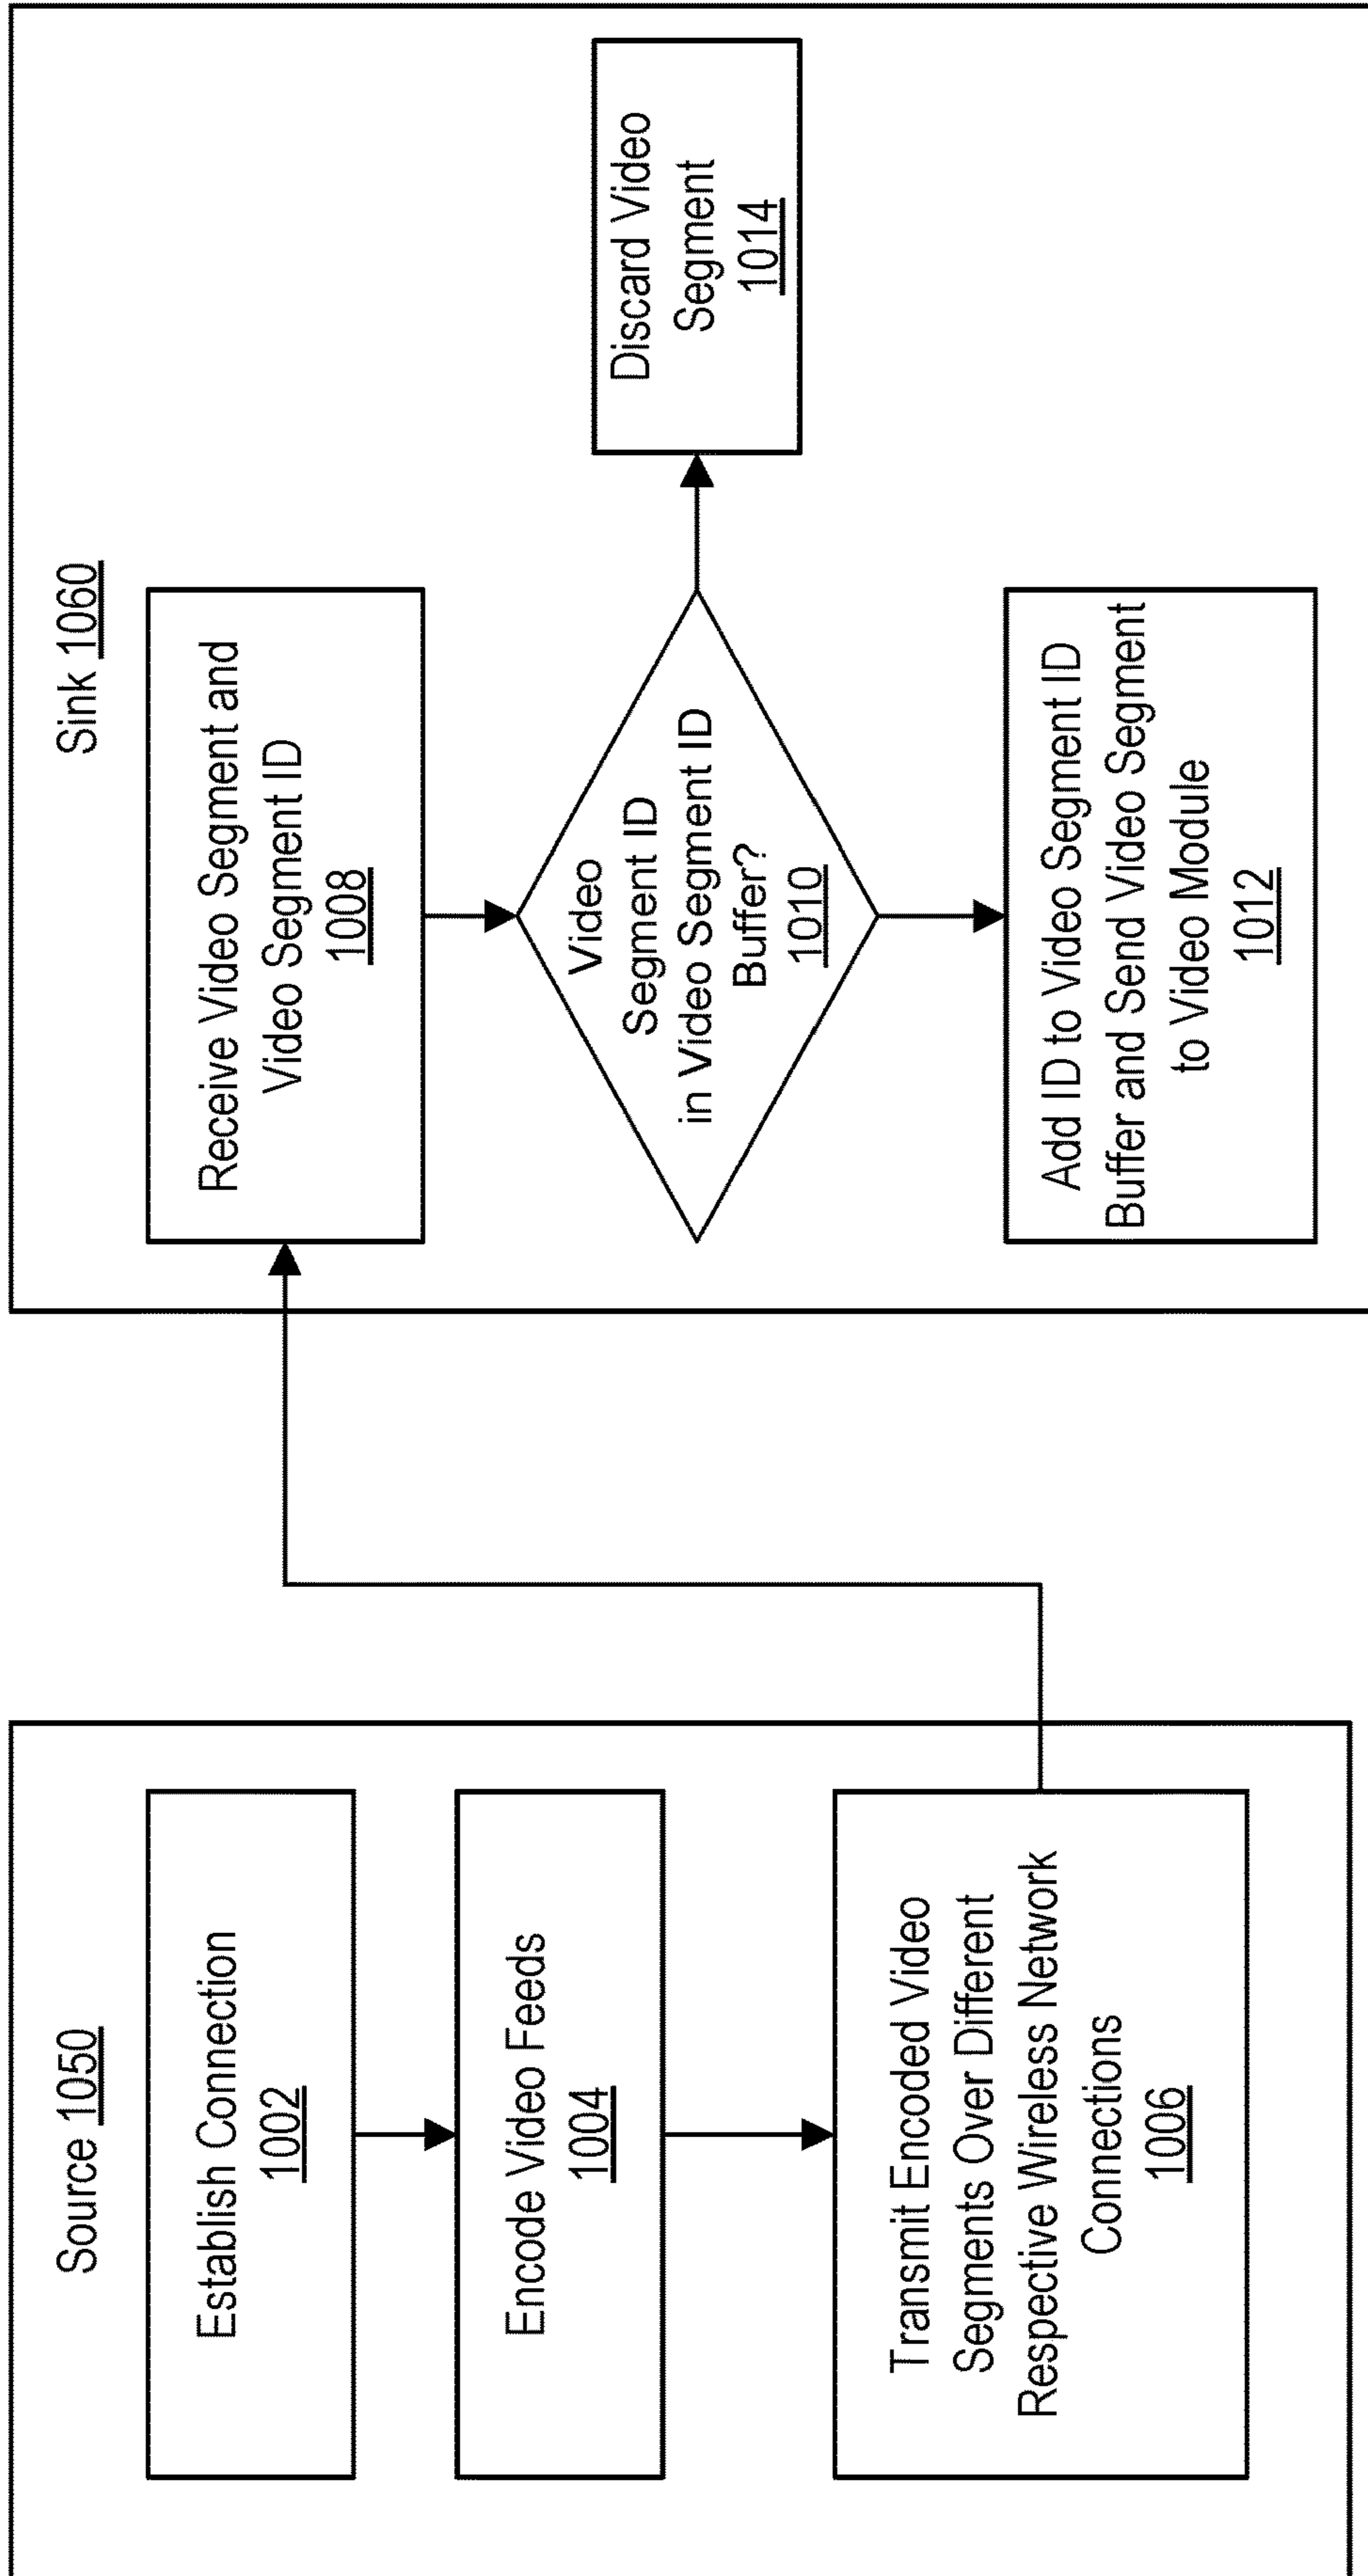 Source 1050
Establish Connection
1002
Encode Video Feeds
1004
Transmit Encoded Video
Segments Over Different
Respective Wireless Network
Connections
1006
Sink 1060
Receive Video Segment and
Video Segment ID
1008
Video
Segment ID
in Video Segment ID
Buffer?
1010
Discard Video
Segment
1014
Add ID to Video Segment ID
Buffer and Send Video Segment
to Video Module
1012